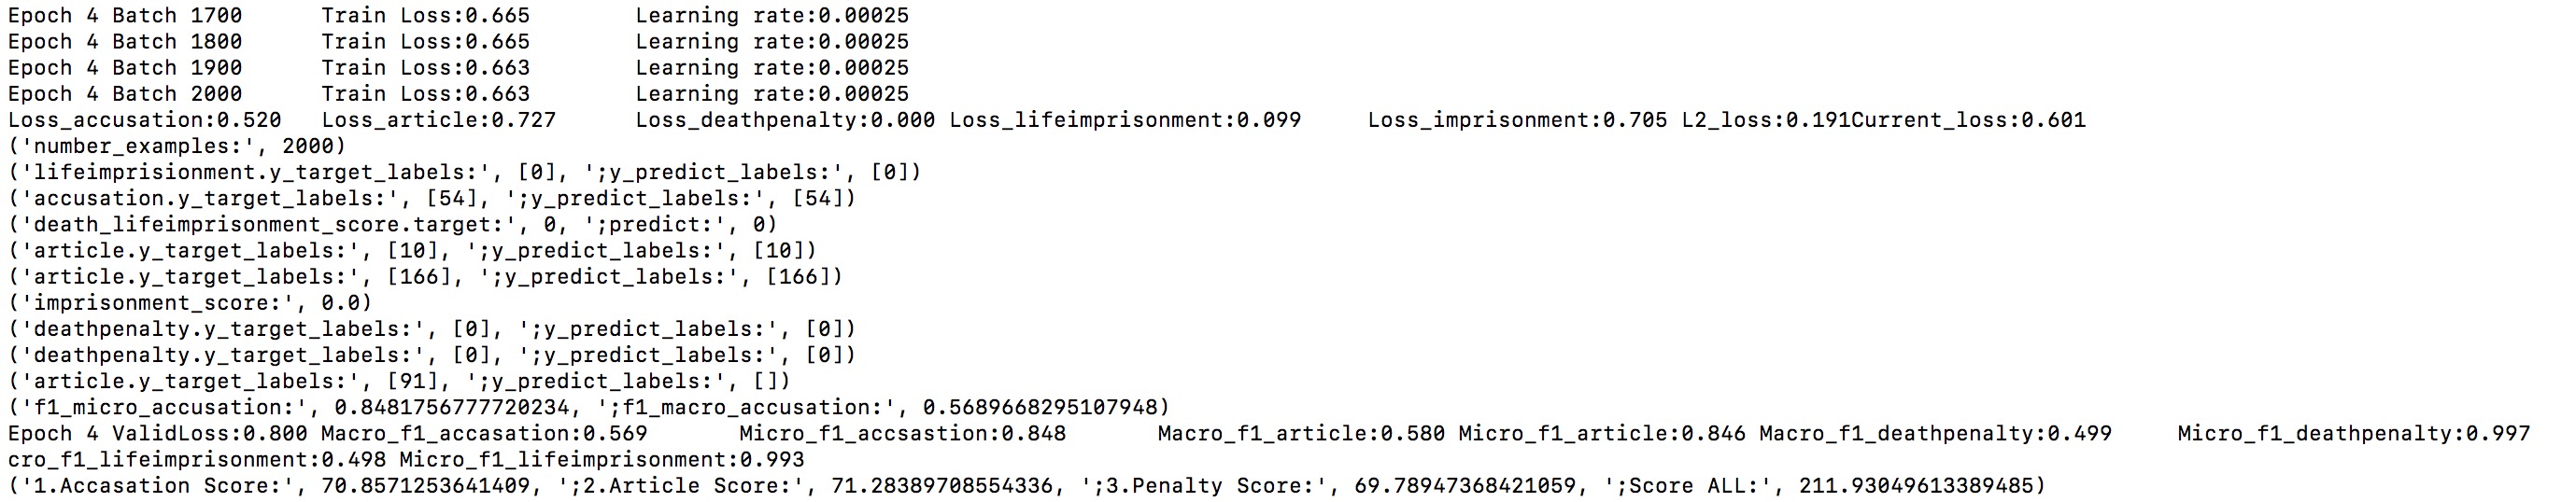 Epoch 4 Batch 1700      Train Loss:0.665        Learning rate:0.00025
Epoch 4 Batch 1800      Train Loss:0.665        Learning rate:0.00025
Epoch 4 Batch 1900      Train Loss:0.663        Learning rate:0.00025
Epoch 4 Batch 2000      Train Loss:0.663        Learning rate:0.00025
Loss_accusation:0.520   Loss_article:0.727      Loss_deathpenalty:0.000 Loss_lifeimprisonment:0.099     Loss_imprisonment:0.705 L2_loss:0.191Current_loss:0.601
('number_examples:', 2000)
('lifeimprisionment.y_target_labels:', [0], ';y_predict_labels:', [0])
('accusation.y_target_labels:', [54], ';y_predict_labels:', [54])
('death_lifeimprisonment_score.target:', 0, ';predict:', 0)
('article.y_target_labels:', [10], ';y_predict_labels:', [10])
('article.y_target_labels:', [166], ';y_predict_labels:', [166])
('imprisonment_score:', 0.0)
('deathpenalty.y_target_labels:', [0], ';y_predict_labels:', [0])
('deathpenalty.y_target_labels:', [0], ';y_predict_labels:', [0])
('article.y_target_labels:', [91], ';y_predict_labels:', [])
('f1_micro_accusation:', 0.8481756777720234, ';f1_macro_accusation:', 0.5689668295107948)
Epoch 4 ValidLoss:0.800 Macro_f1_accasation:0.569       Micro_f1_accsastion:0.848       Macro_f1_article:0.580 Micro_f1_article:0.846 Macro_f1_deathpenalty:0.499     Micro_f1_deathpenalty:0.997
cro_f1_lifeimprisonment:0.498 Micro_f1_lifeimprisonment:0.993
('1.Accasation Score:', 70.8571253641409, ';2.Article Score:', 71.28389708554336, ';3.Penalty Score:', 69.78947368421059, ';Score ALL:', 211.93049613389485)